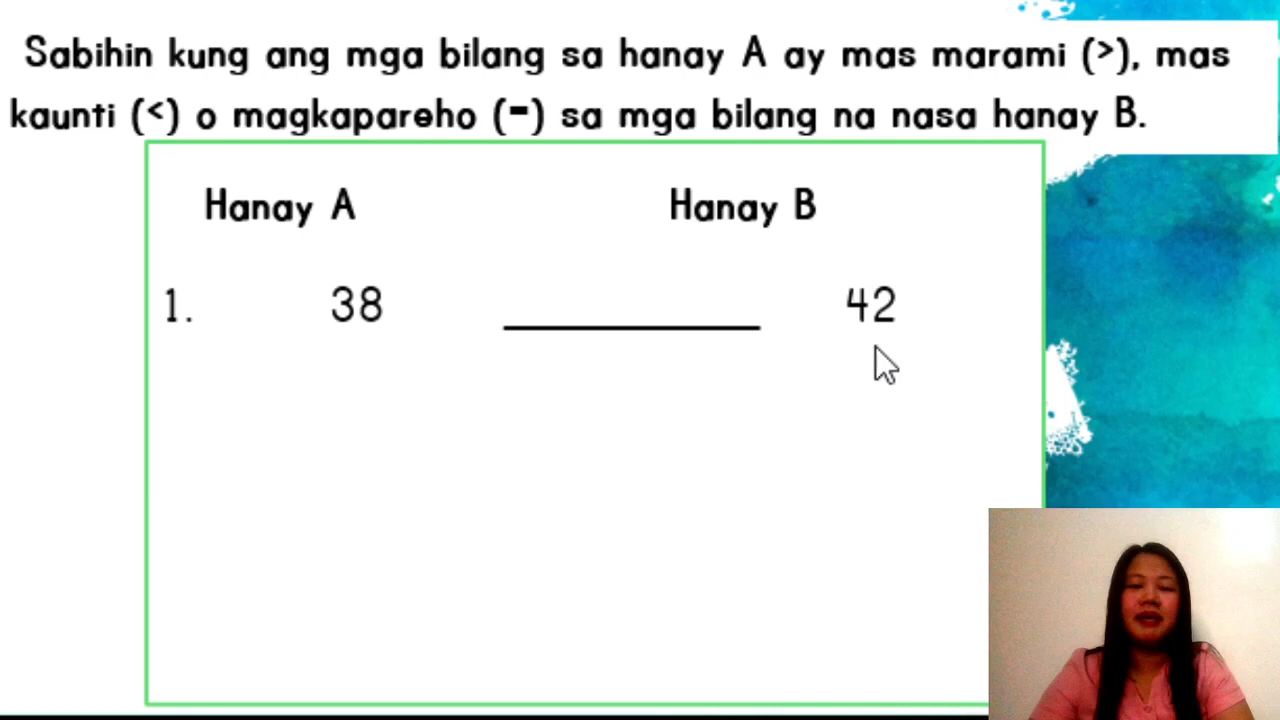 Sabihin kung ang mga bilang sa hanay A ay mas marami (>), mas
kaunti (<) o magkapareho (=) sa mga bilang na nasa hanay B.
Hanay A Hanay B
1. 38 __________ 42